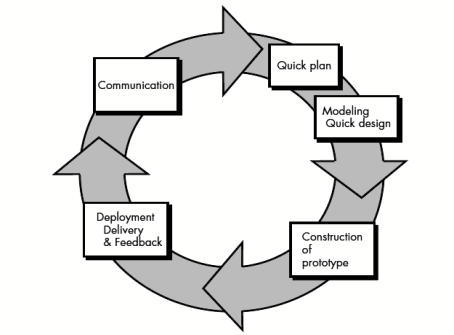 Communication
Quick plan
Modeling
Quick design
Construction
of
prototype
Deployment
Delivery
& Feedback